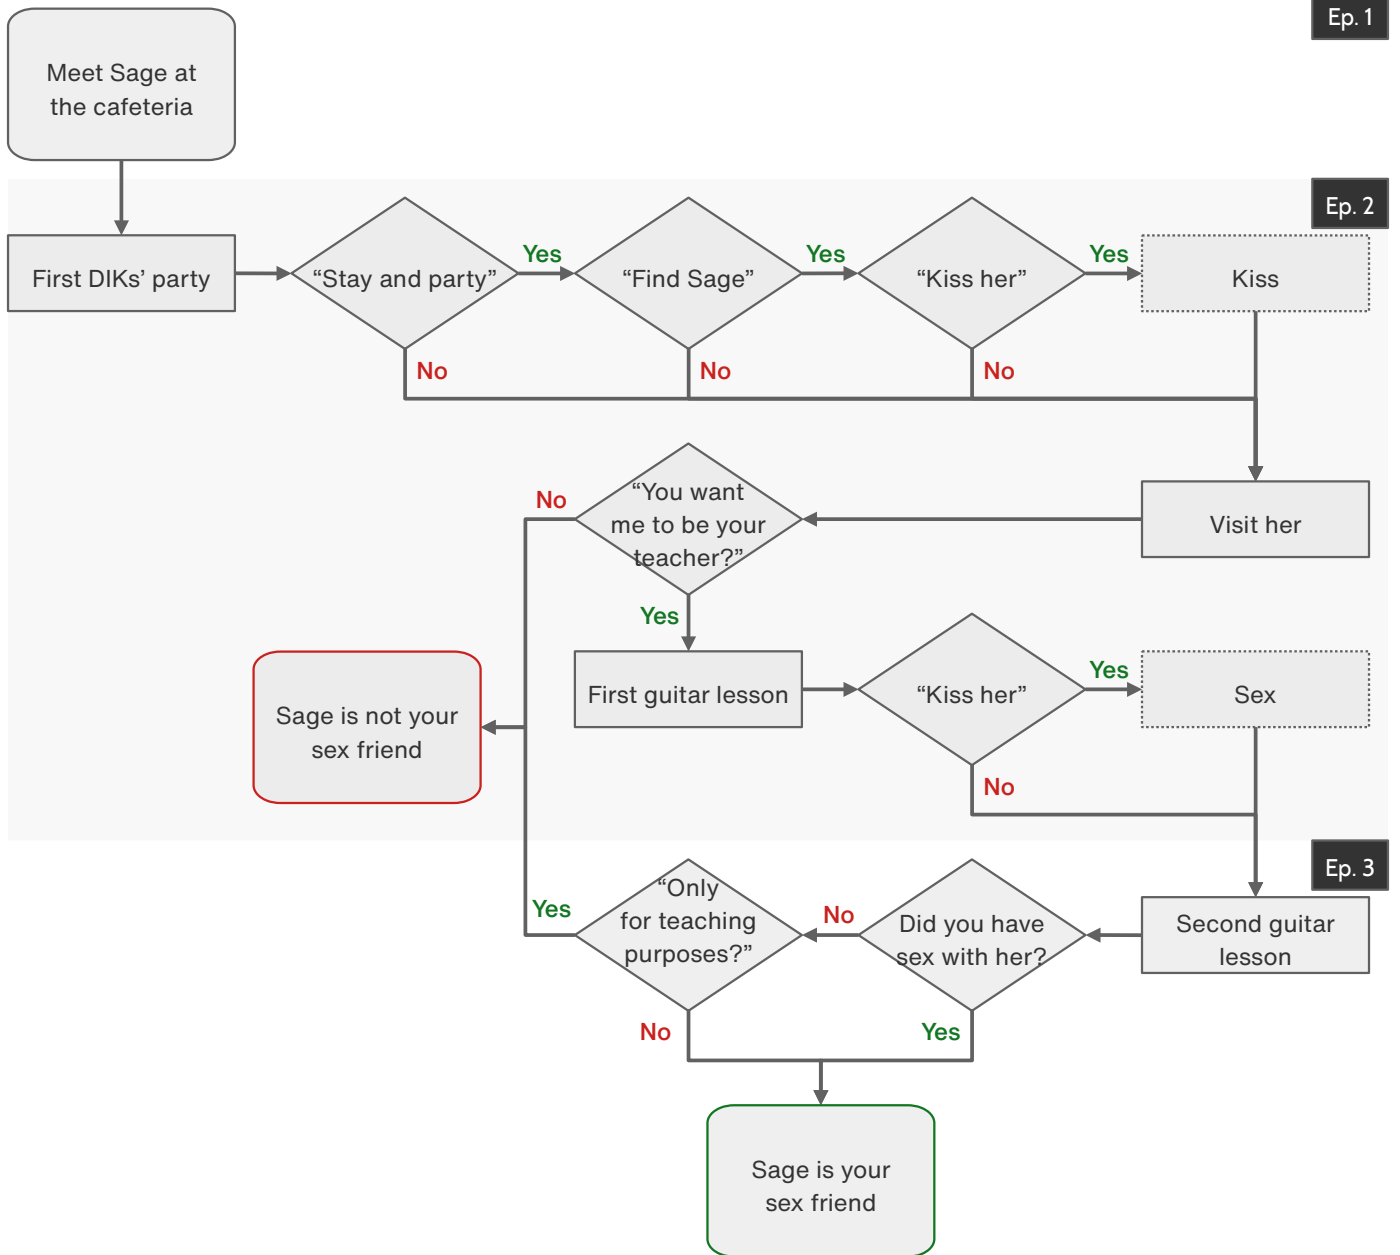 Ep. 1
Meet Sage at
the cafeteria
Ep. 2
First DIKs’ party
“Stay and party”
Yes
“Find Sage”
Yes
“Kiss her”
Yes
Kiss
No
No
No
Visit her
“You want
me to be your
teacher?”
No
Yes
First guitar lesson
“Kiss her”
Yes
Sex
No
Sage is not your
sex friend
Ep. 3
Second guitar
lesson
Did you have
sex with her?
No
“Only
for teaching
purposes?”
Yes
No
Yes
Sage is your
sex friend